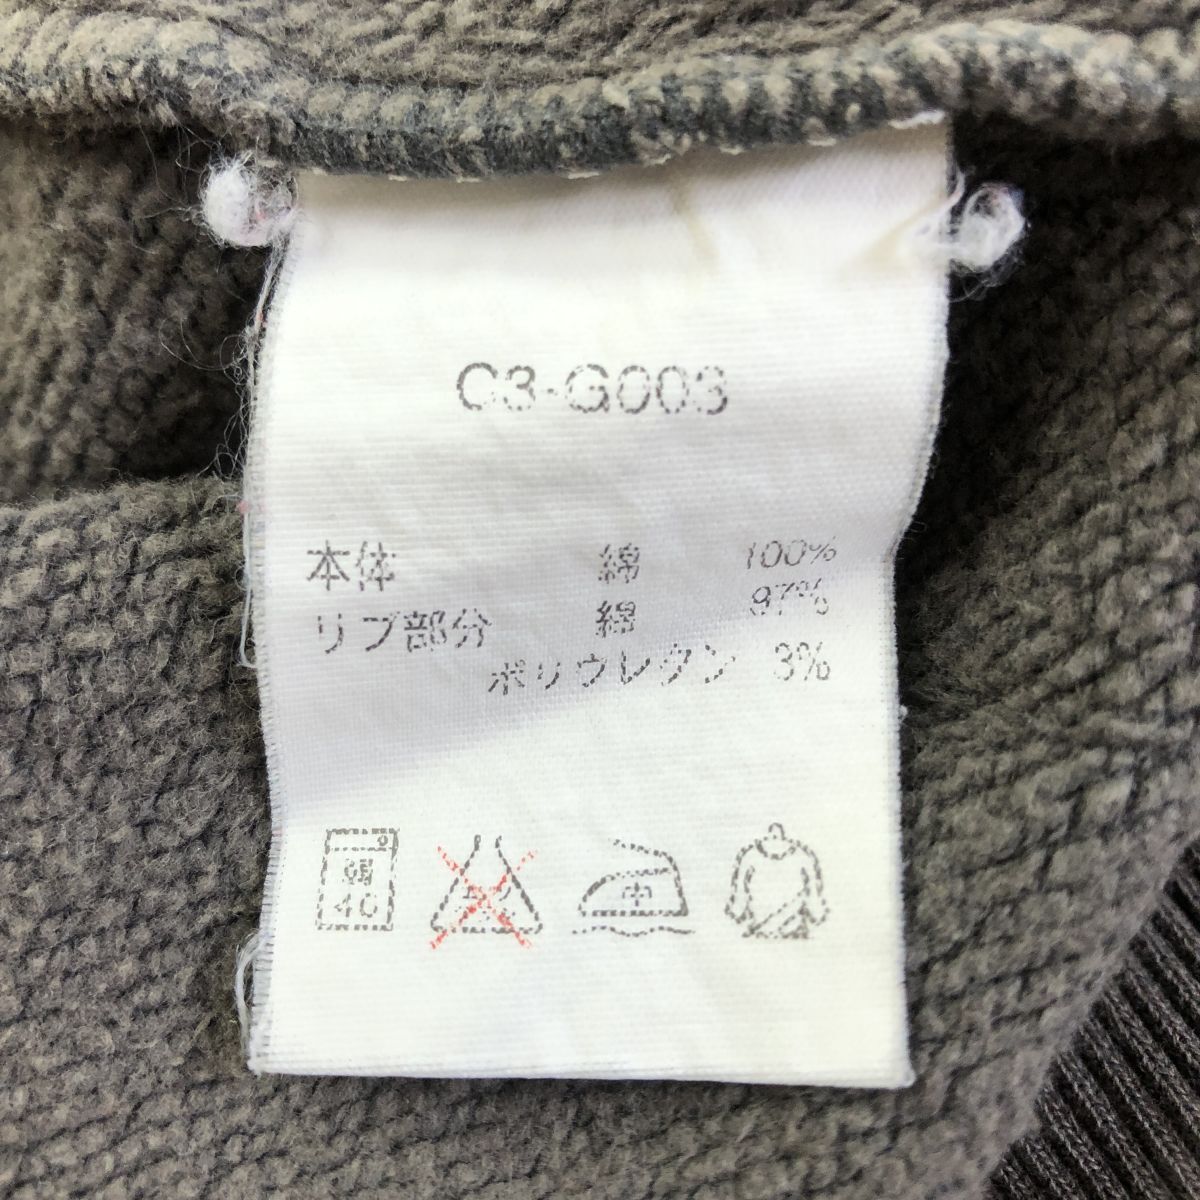 C3-G003
本体 綿 100%
リブ部分 綿 97%
ポリウレタン 3%
弱 40
中